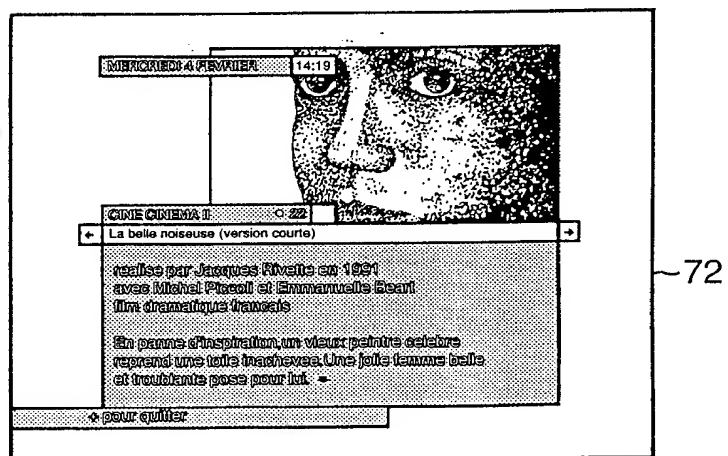 MERCREDI 4 FEVRIER 14:19
CINE CINEMA II 22
← La belle noiseuse (version courte) →
realise par Jacques Rivette en 1991
avec Michel Piccoli et Emmanuelle Beart
film dramatique francais
En panne d'inspiration,un vieux peintre celebre
reprend une toile inachevee.Une jolie femme belle
et troublante pose pour lui.
pour quitter
72